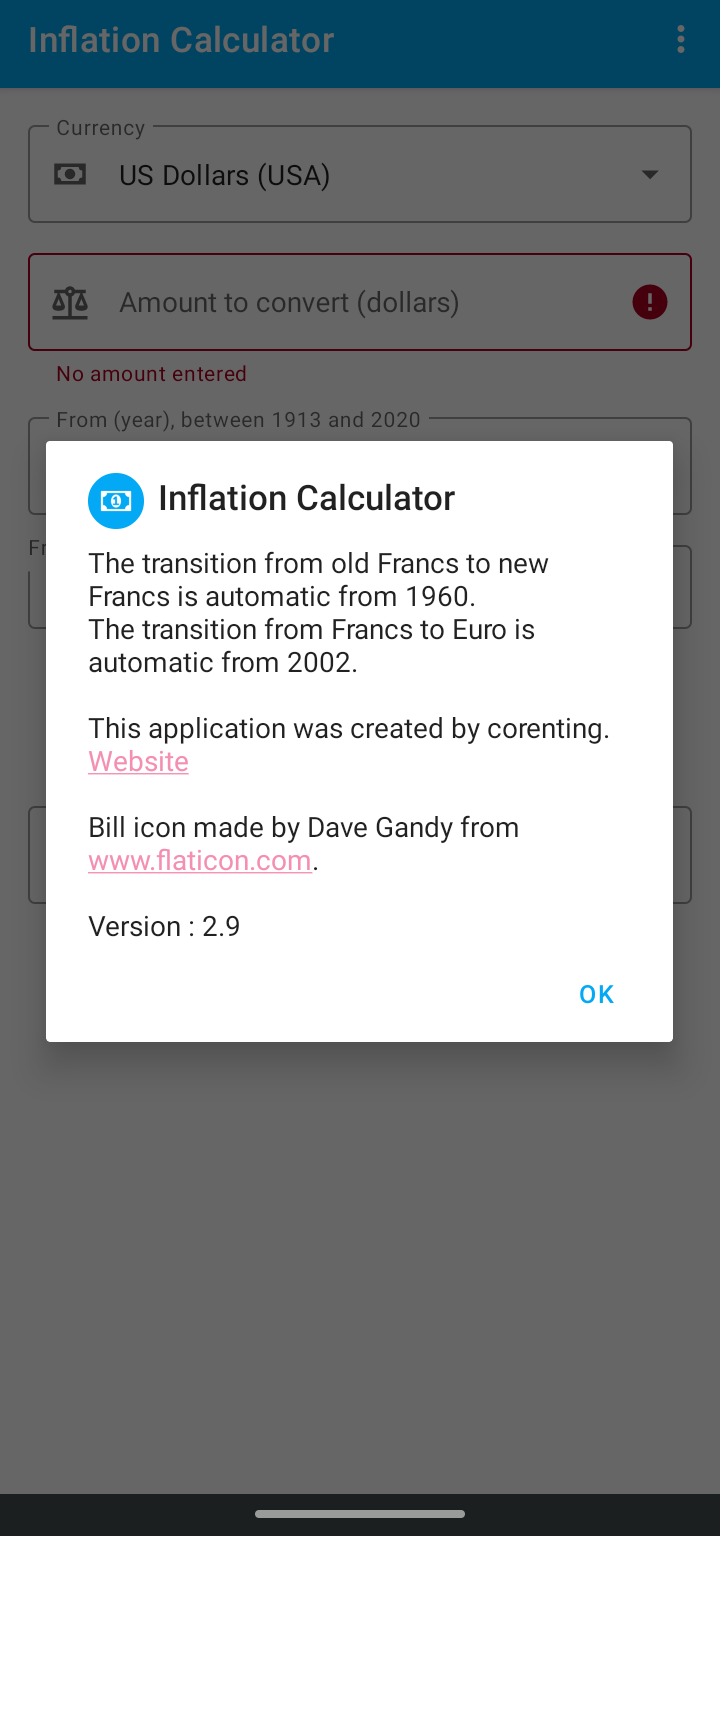 Inflation Calculator
Currency
US Dollars (USA)
Amount to convert (dollars)
No amount entered
From (year), between 1913 and 2020
Fr
Inflation Calculator
The transition from old Francs to new
Francs is automatic from 1960.
The transition from Francs to Euro is
automatic from 2002.
This application was created by corenting.
Website
Bill icon made by Dave Gandy from
www.flaticon.com.
Version : 2.9
OK